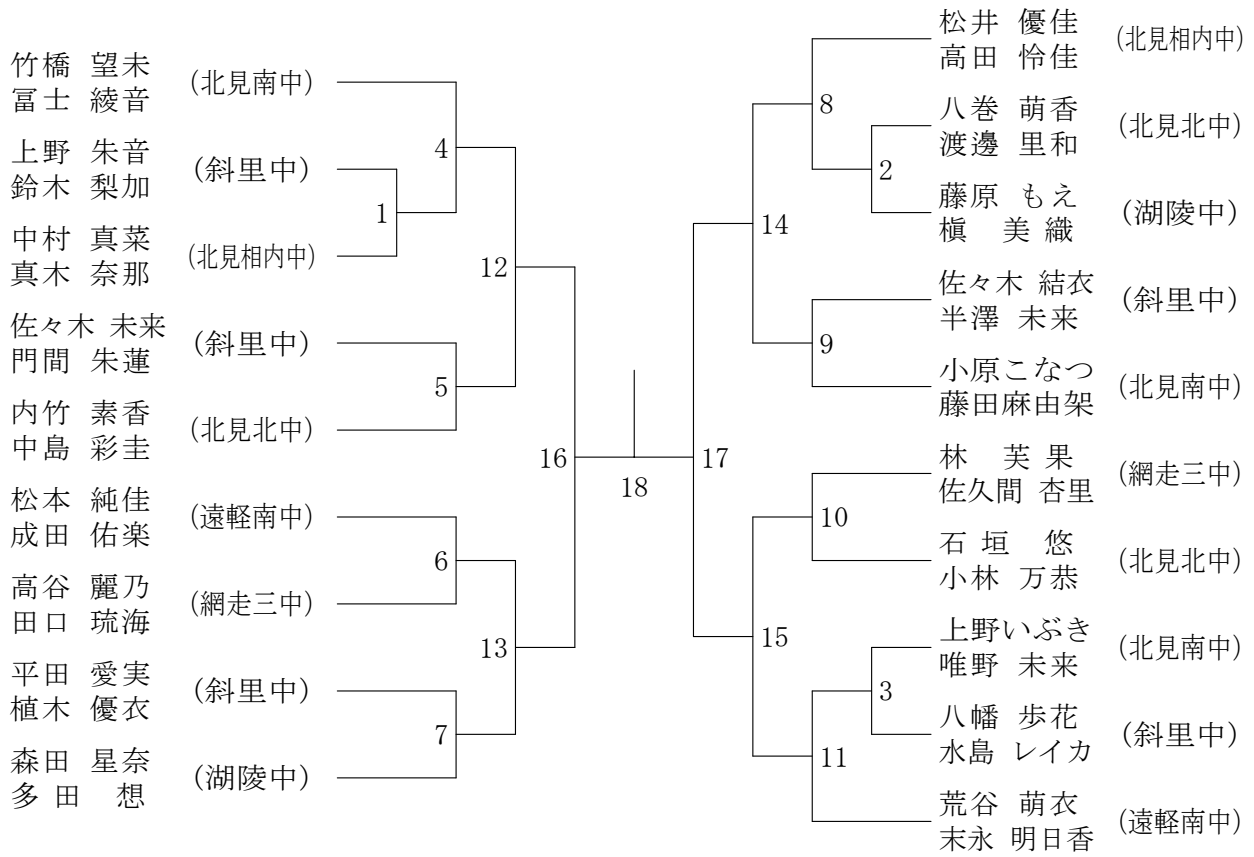 竹橋 望未
冨士 綾音
(北見南中)
上野 朱音
鈴木 梨加
(斜里中)
中村 真菜
真木 奈那
(北見相内中)
佐々木 未来
門間 朱蓮
(斜里中)
内竹 素香
中島 彩圭
(北見北中)
松本 純佳
成田 佑楽
(遠軽南中)
高谷 麗乃
田口 琉海
(網走三中)
平田 愛実
植木 優衣
(斜里中)
森田 星奈
多田 想
(湖陵中)
1
4
5
6
7
12
13
16
18
17
14
15
8
2
9
10
3
11
松井 優佳
高田 怜佳
(北見相内中)
八巻 萌香
渡邊 里和
(北見北中)
藤原 もえ
槇 美織
(湖陵中)
佐々木 結衣
半澤 未来
(斜里中)
小原こなつ
藤田麻由架
(北見南中)
林 芙果
佐久間 杏里
(網走三中)
石垣 悠
小林 万恭
(北見北中)
上野いぶき
唯野 未来
(北見南中)
八幡 歩花
水島 レイカ
(斜里中)
荒谷 萌衣
末永 明日香
(遠軽南中)